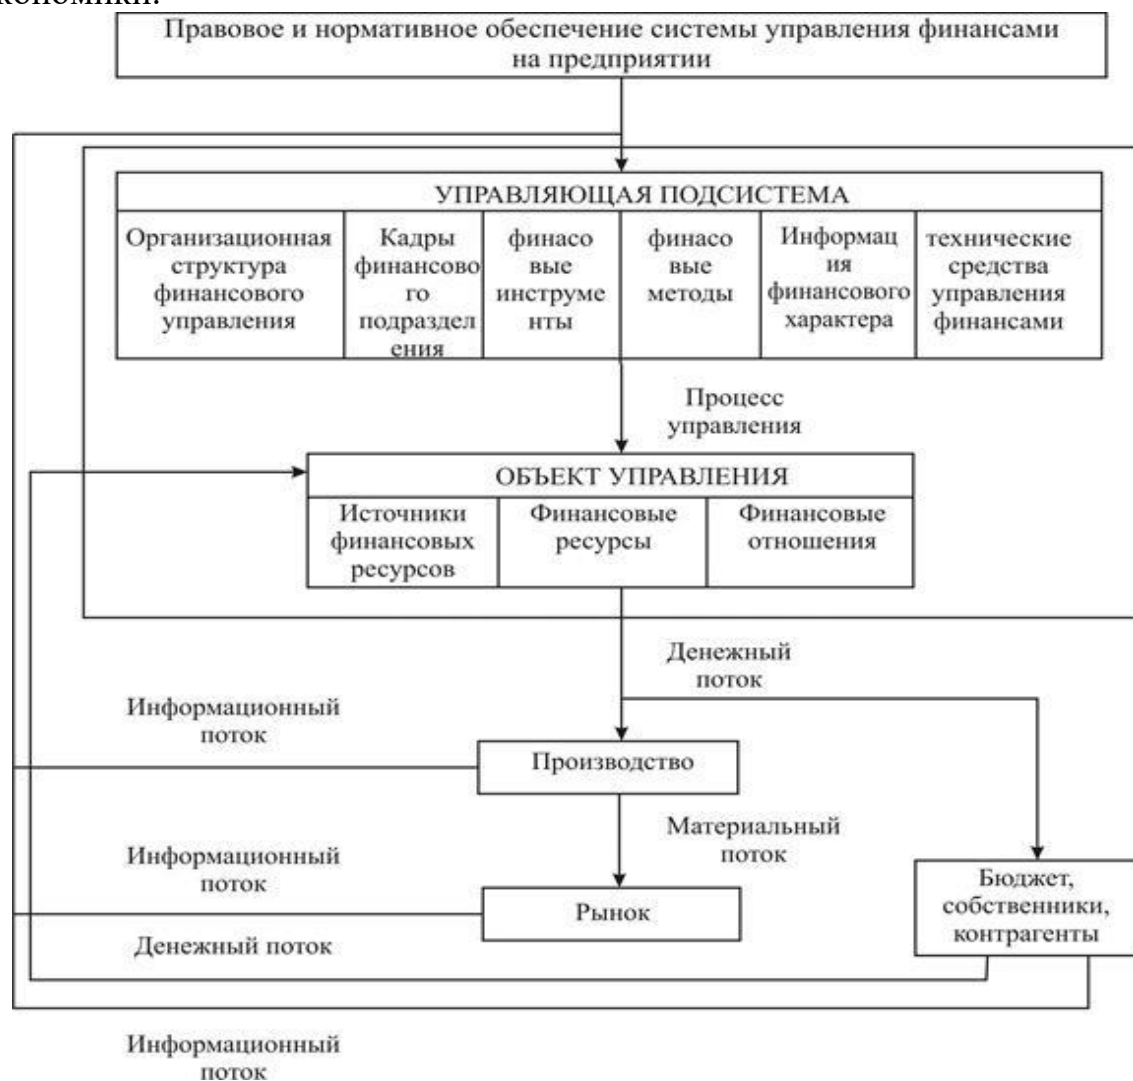 кономики.
Правовое и нормативное обеспечение системы управления финансами
на предприятии
УПРАВЛЯЮЩАЯ ПОДСИСТЕМА
Организационная
структура
финансового
управления
Кадры
финансово
го
подраздел
ения
финасо
вые
инструме
нты
финасо
вые
методы
Информац
ия
финансового
характера
технические
средства
управления
финансами
Процесс
управления
ОБЪЕКТ УПРАВЛЕНИЯ
Источники
финансовых
ресурсов
Финансовые
ресурсы
Финансовые
отношения
Денежный
поток
Информационный
поток
Производство
Материальный
поток
Информационный
поток
Рынок
Бюджет,
собственники,
контрагенты
Денежный поток
Информационный
поток